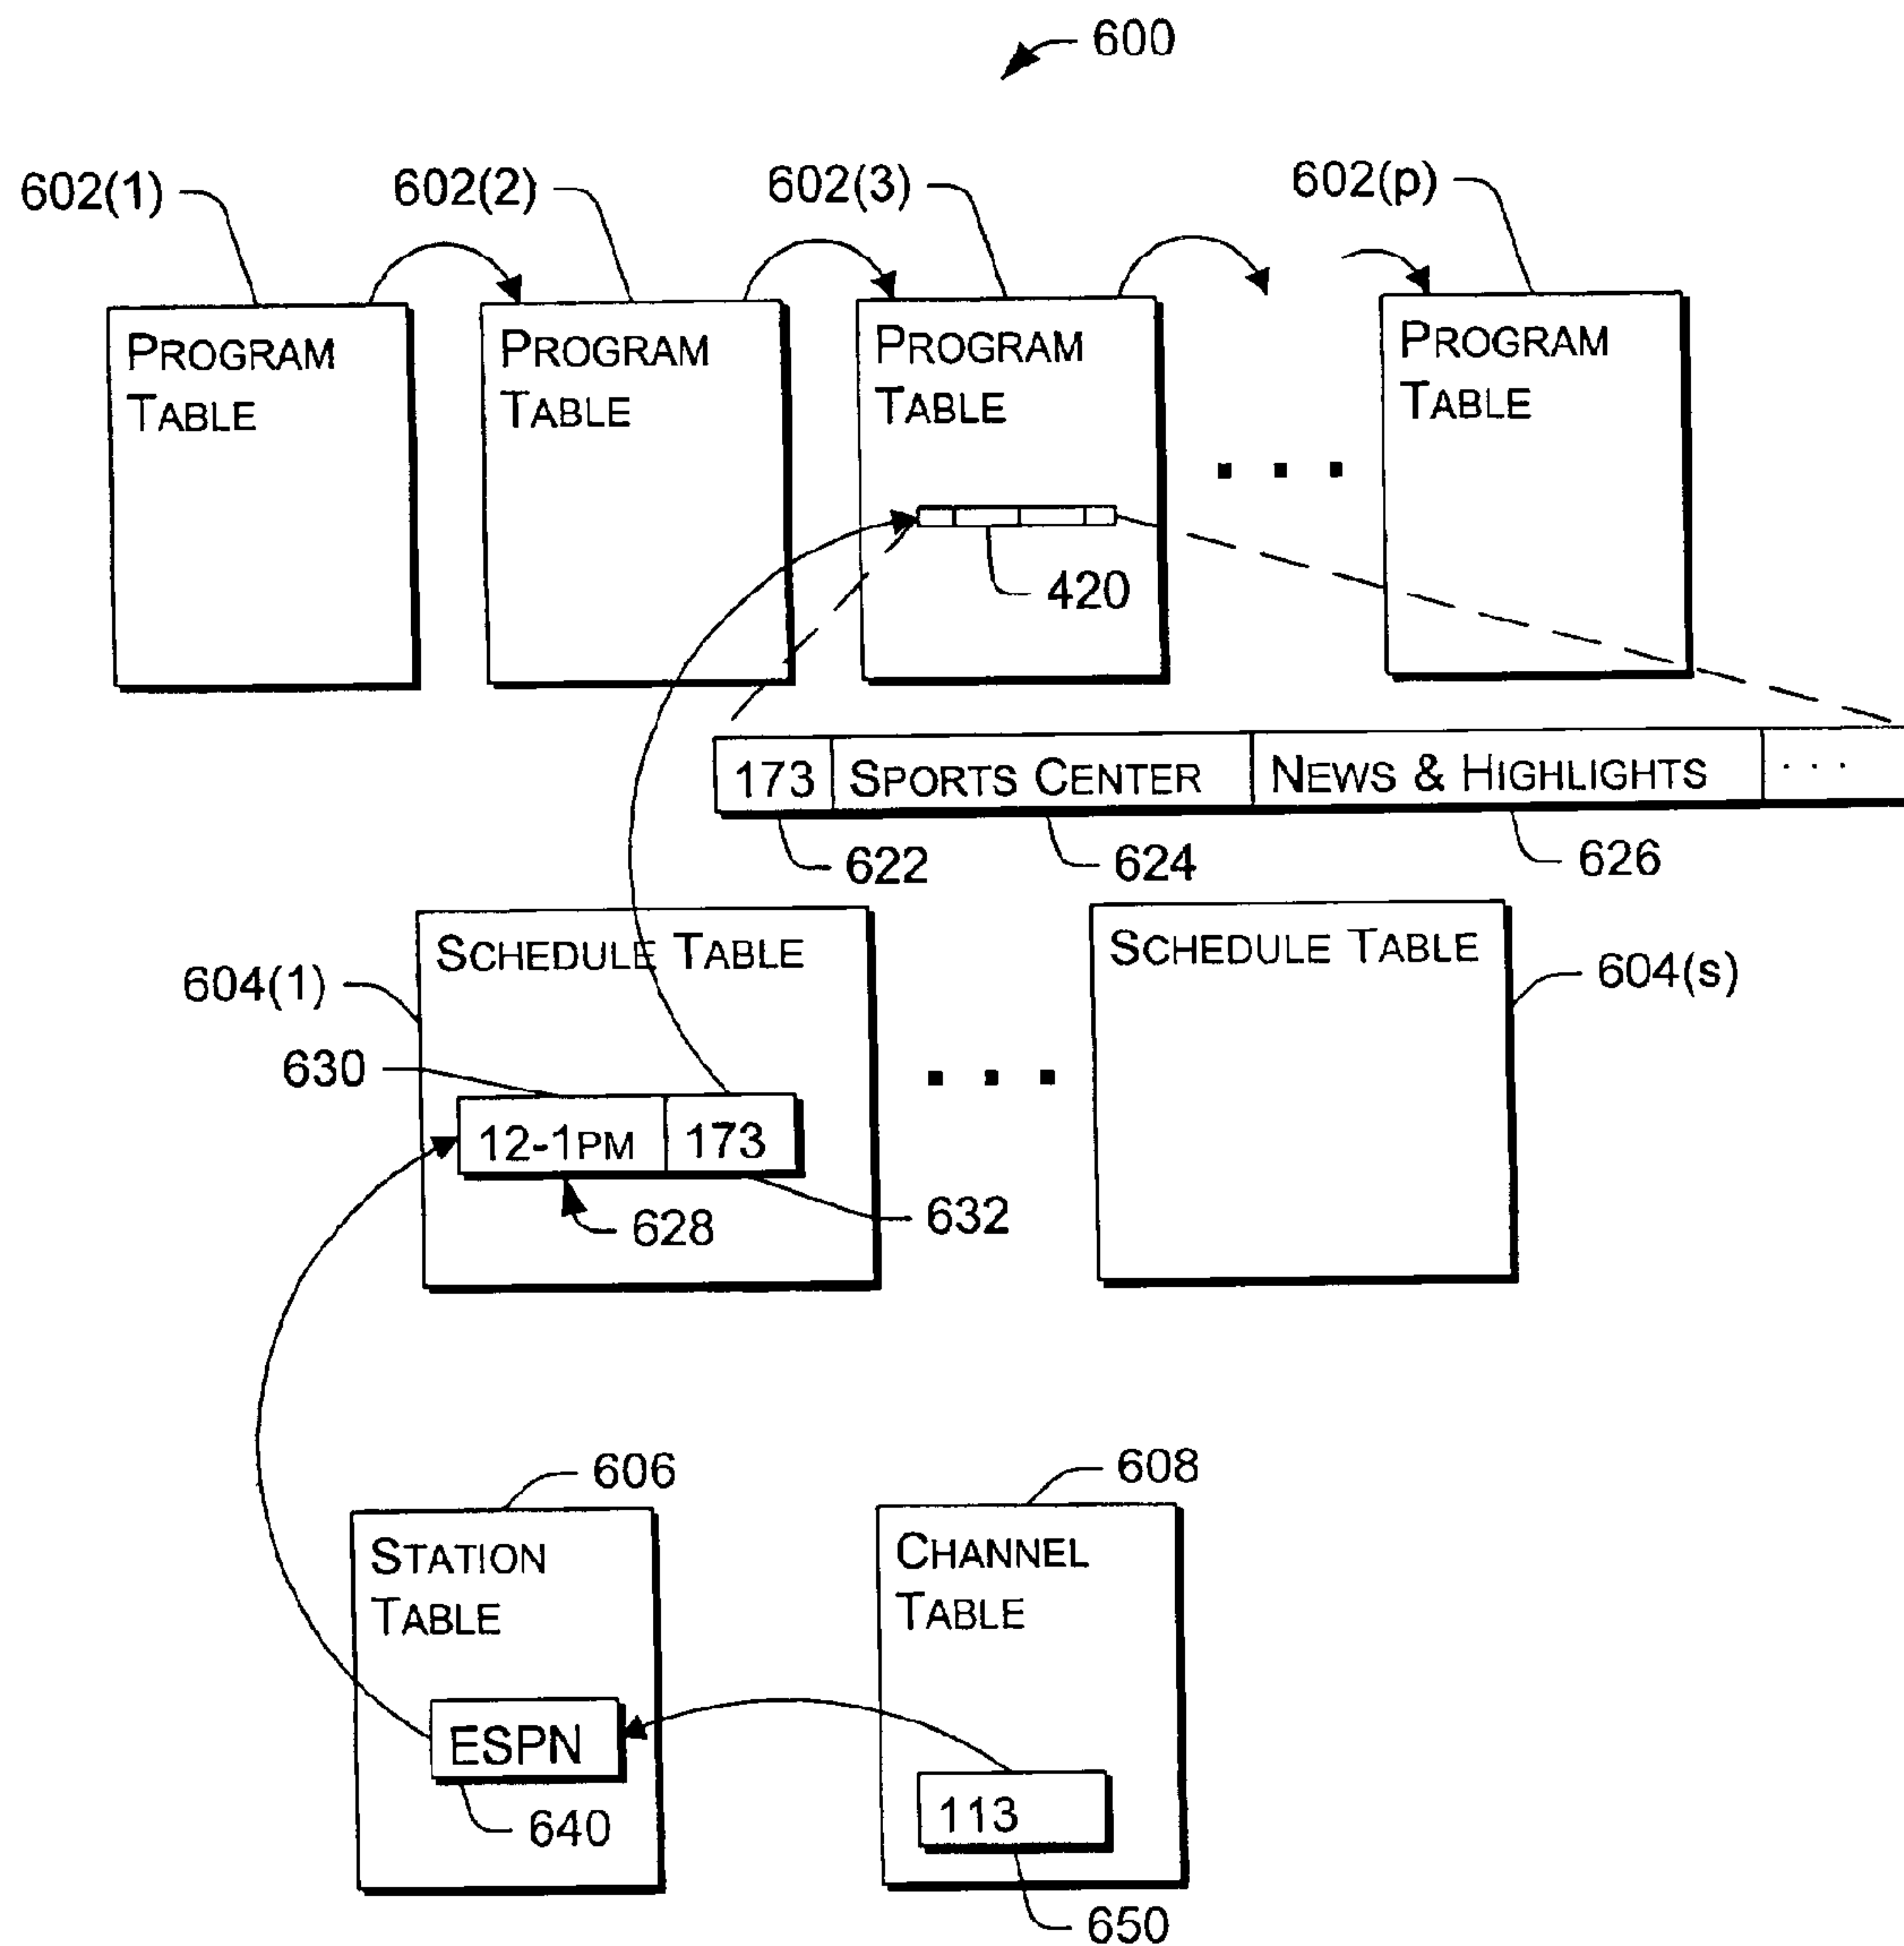 600
602(1) 602(2) 602(3) 602(p)
PROGRAM TABLE
PROGRAM TABLE
PROGRAM TABLE
PROGRAM TABLE
420
173 SPORTS CENTER NEWS & HIGHLIGHTS ...
622 624 626
SCHEDULE TABLE
SCHEDULE TABLE
604(1)
604(s)
630
12-1PM 173
628
632
606
608
STATION
TABLE
CHANNEL
TABLE
ESPN
640
113
650